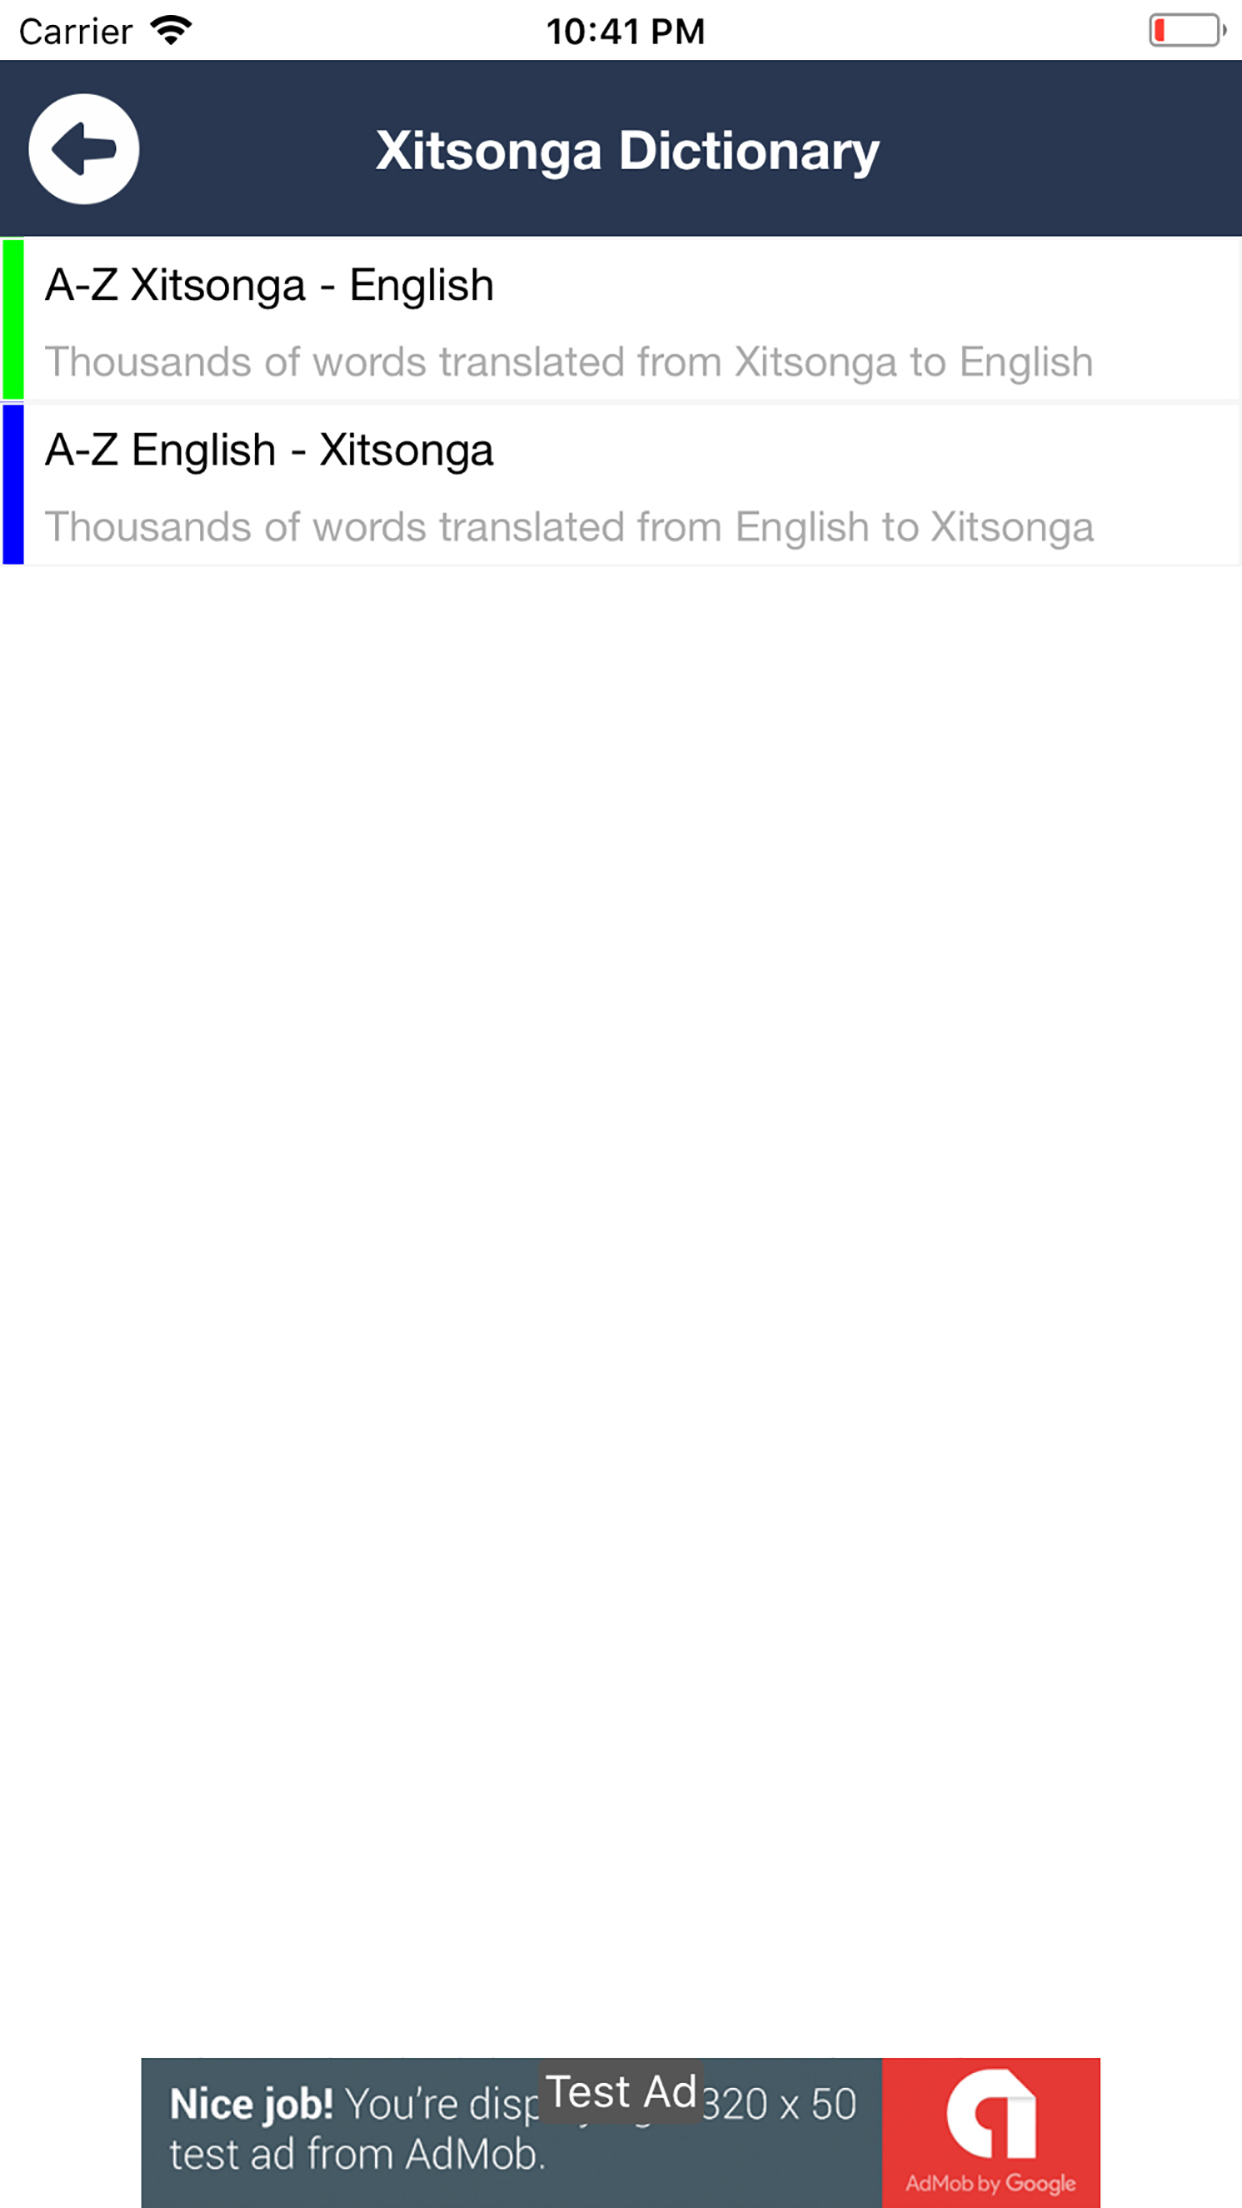 Carrier 10:41 PM
Xitsonga Dictionary
A-Z Xitsonga - English
Thousands of words translated from Xitsonga to English
A-Z English - Xitsonga
Thousands of words translated from English to Xitsonga
Test Ad
Nice job! You're disp 320 x 50
test ad from AdMob.
AdMob by Google